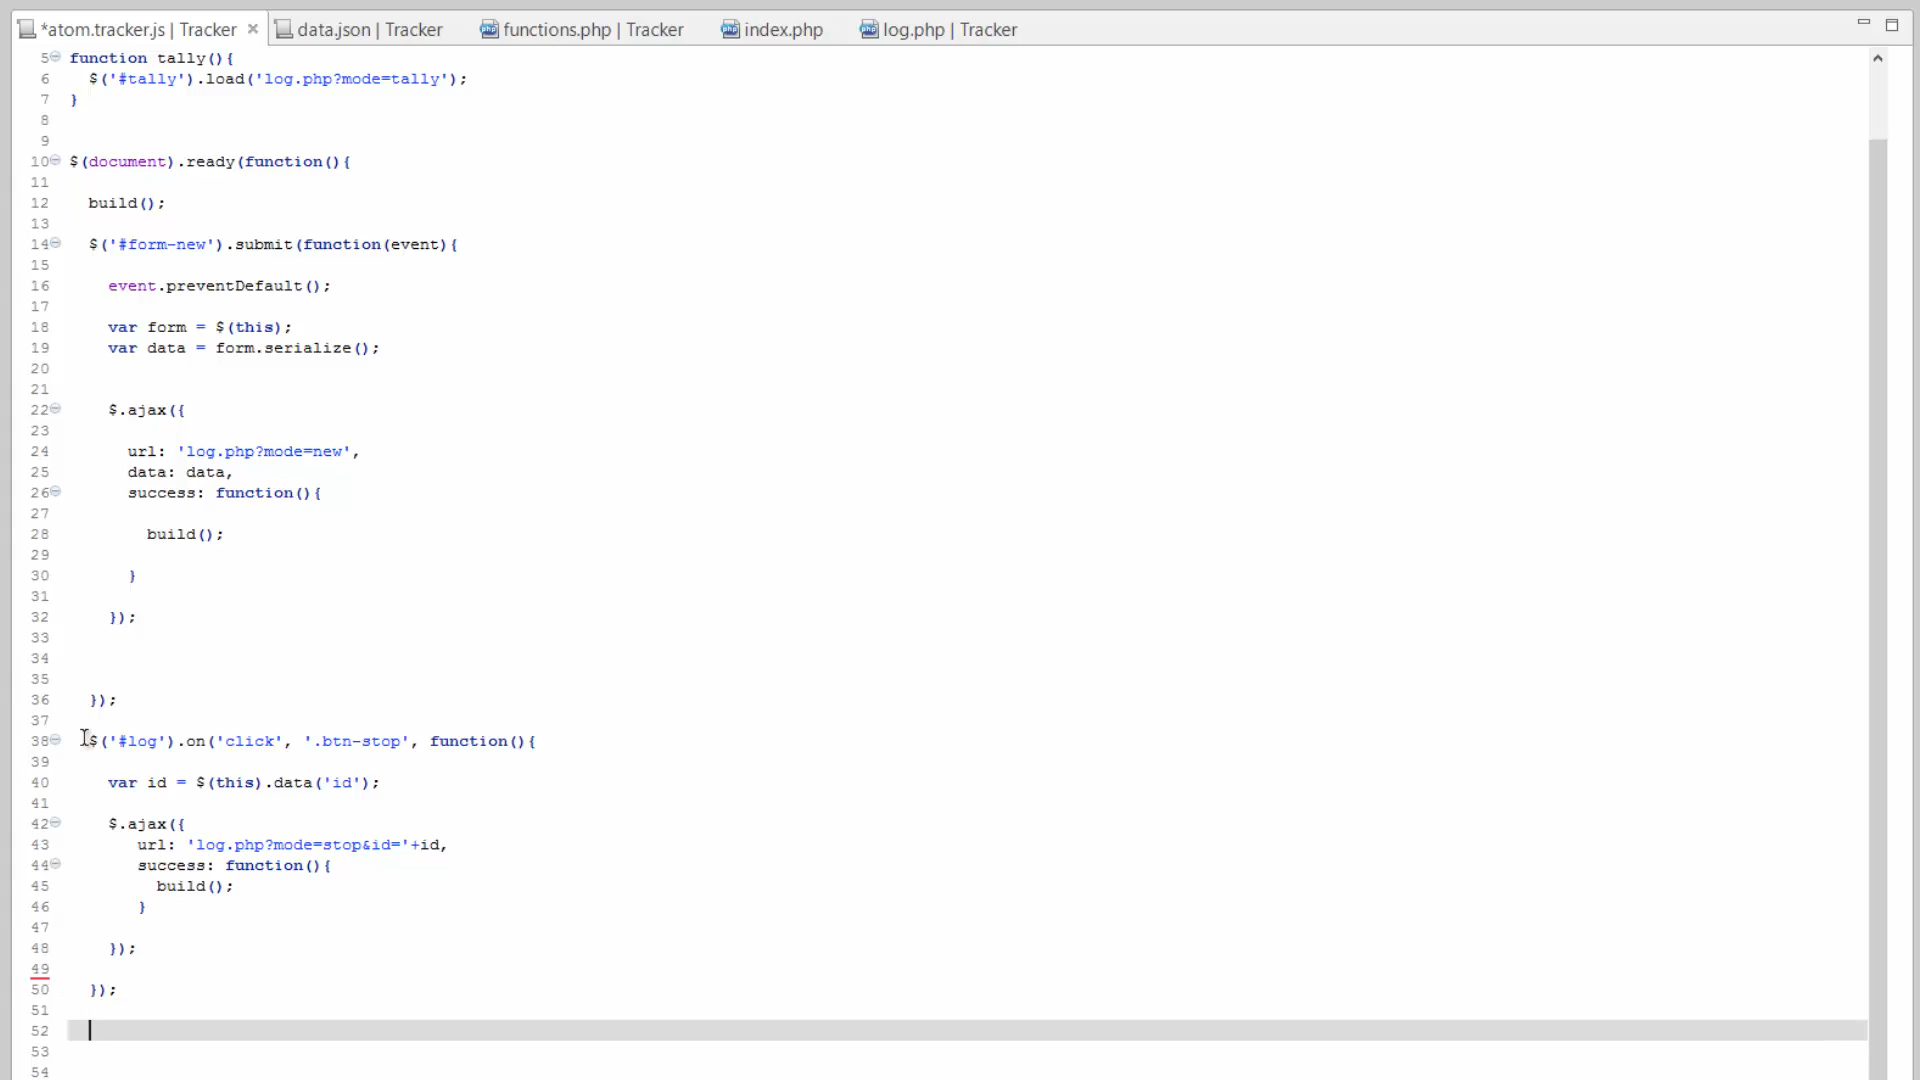 *atom.tracker.js | Tracker
data.json | Tracker
functions.php | Tracker
index.php
log.php | Tracker
5 function tally(){
6 $('#tally').load('log.php?mode=tally');
7 }
8
9
10 $(document).ready(function(){
11
12 build();
13
14 $('#form-new').submit(function(event){
15
16 event.preventDefault();
17
18 var form = $(this);
19 var data = form.serialize();
20
21
22 $.ajax({
23
24 url: 'log.php?mode=new',
25 data: data,
26 success: function(){
27
28 build();
29
30 }
31
32 });
33
34
35
36 });
37
38 $('#log').on('click', '.btn-stop', function(){
39
40 var id = $(this).data('id');
41
42 $.ajax({
43 url: 'log.php?mode=stop&id='+id,
44 success: function(){
45 build();
46 }
47
48 });
49
50 });
51
52
53
54